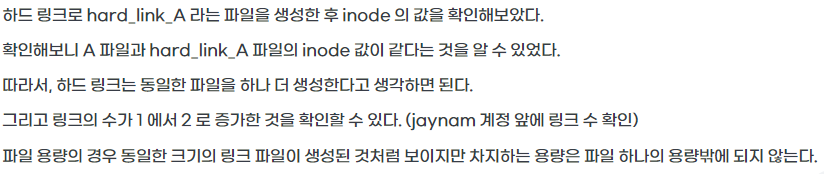 하드 링크로 hard_link_A 라는 파일을 생성한 후 inode 의 값을 확인해보았다.
확인해보니 A 파일과 hard_link_A 파일의 inode 값이 같다는 것을 알 수 있었다.
따라서, 하드 링크는 동일한 파일을 하나 더 생성한다고 생각하면 된다.
그리고 링크의 수가 1 에서 2 로 증가한 것을 확인할 수 있다. (jaynam 계정 앞에 링크 수 확인)
파일 용량의 경우 동일한 크기의 링크 파일이 생성된 것처럼 보이지만 차지하는 용량은 파일 하나의 용량밖에 되지 않는다.